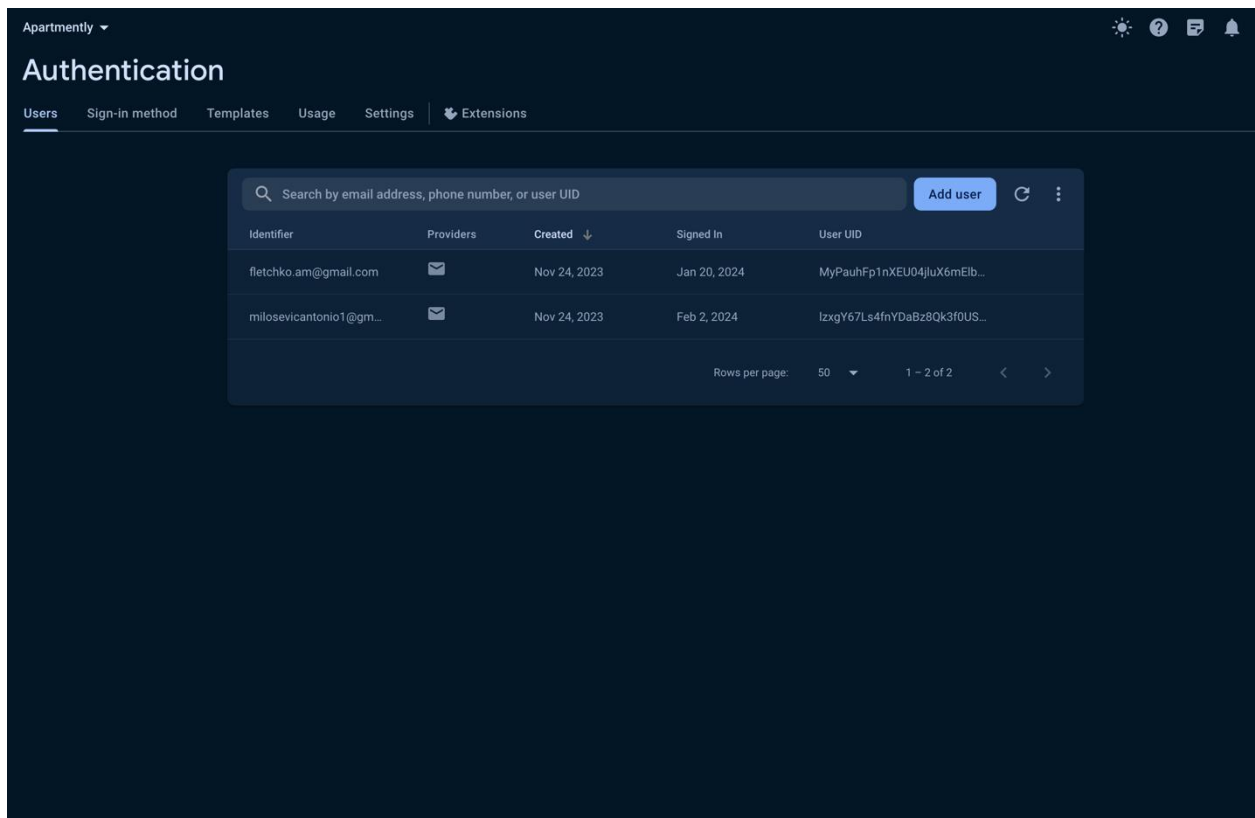 Apartmently
Authentication
Users Sign-in method Templates Usage Settings Extensions
Search by email address, phone number, or user UID Add user
Identifier Providers Created Signed In User UID
fletchko.am@gmail.com Nov 24, 2023 Jan 20, 2024 MyPauhFp1nXEU04jluX6mElb…
milosevicantonio1@gm… Nov 24, 2023 Feb 2, 2024 lzxgY67Ls4fnYDaBz8Qk3f0US…
Rows per page: 50 1 – 2 of 2